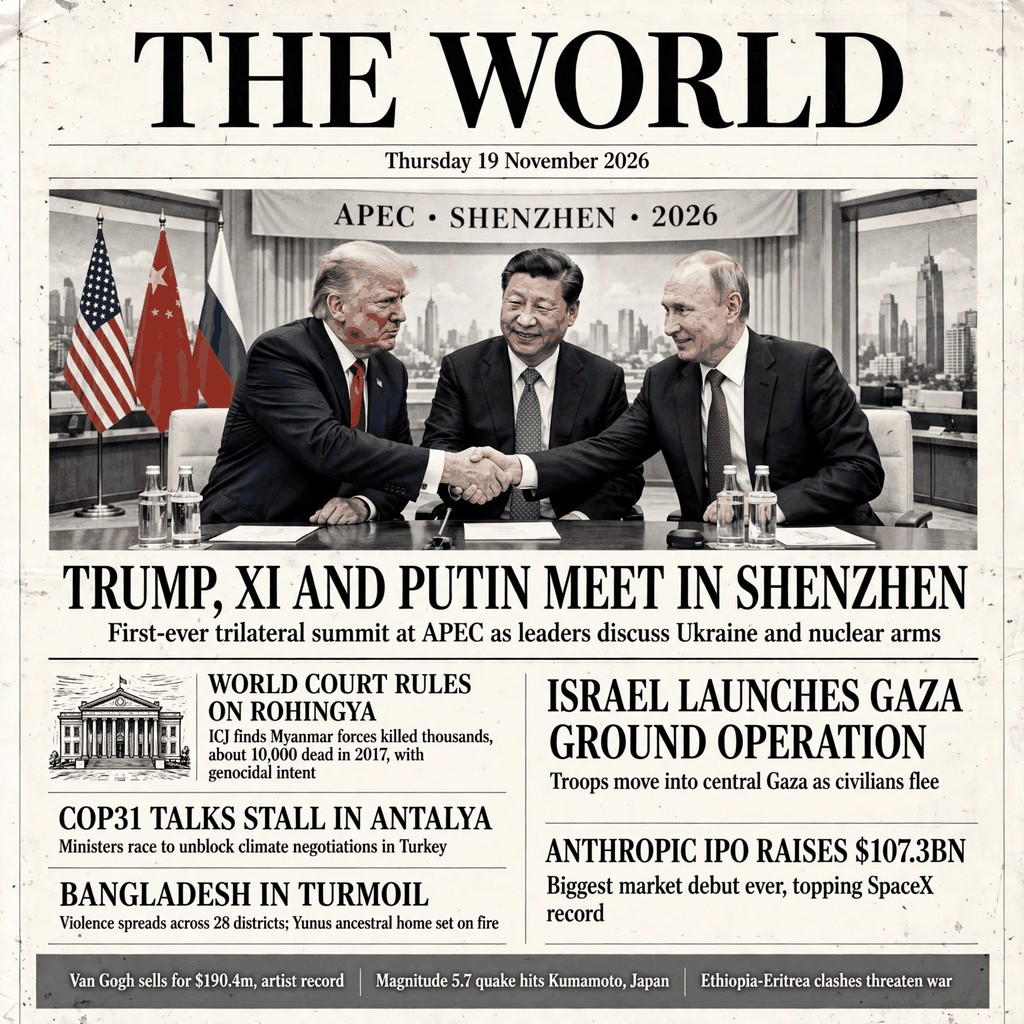 THE WORLD
Thursday 19 November 2026
APEC · SHENZHEN · 2026
TRUMP, XI AND PUTIN MEET IN SHENZHEN
First-ever trilateral summit at APEC as leaders discuss Ukraine and nuclear arms
WORLD COURT RULES
ON ROHINGYA
ICJ finds Myanmar forces killed thousands,
about 10,000 dead in 2017, with
genocidal intent
COP31 TALKS STALL IN ANTALYA
Ministers race to unblock climate negotiations in Turkey
BANGLADESH IN TURMOIL
Violence spreads across 28 districts; Yunus ancestral home set on fire
ISRAEL LAUNCHES GAZA
GROUND OPERATION
Troops move into central Gaza as civilians flee
ANTHROPIC IPO RAISES $107.3BN
Biggest market debut ever, topping SpaceX
record
Van Gogh sells for $190.4m, artist record
Magnitude 5.7 quake hits Kumamoto, Japan
Ethiopia-Eritrea clashes threaten war